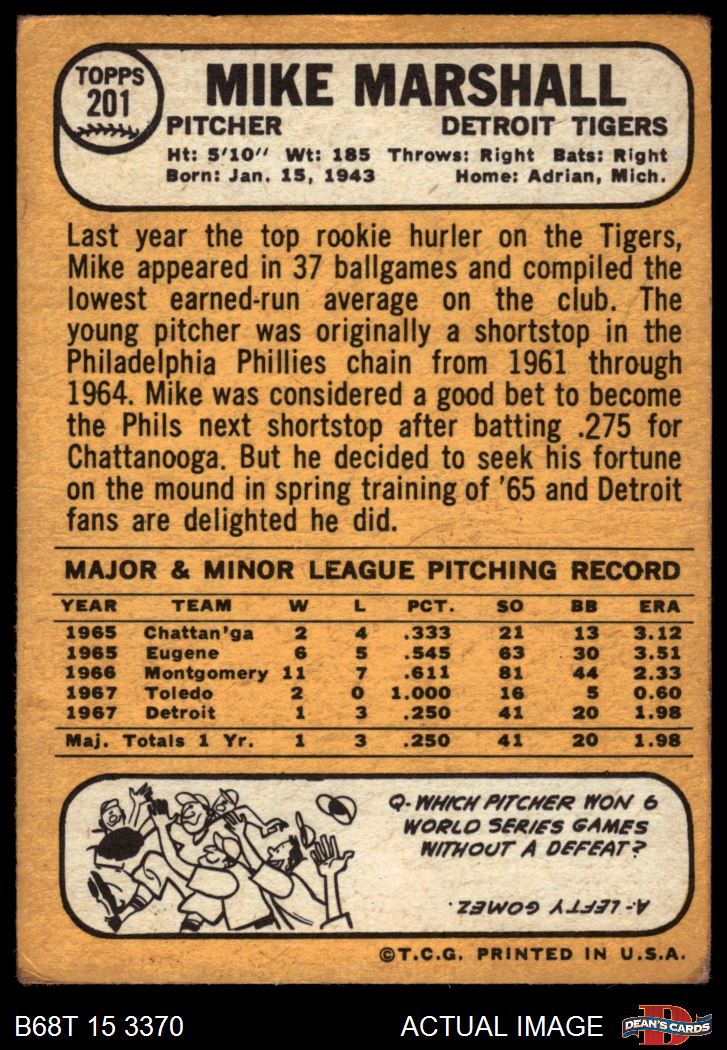 TOPPS
201
MIKE MARSHALL
PITCHER DETROIT TIGERS
Ht: 5'10" Wt: 185 Throws: Right Bats: Right
Born: Jan. 15, 1943 Home: Adrian, Mich.
Last year the top rookie hurler on the Tigers,
Mike appeared in 37 ballgames and compiled the
lowest earned-run average on the club. The
young pitcher was originally a shortstop in the
Philadelphia Phillies chain from 1961 through
1964. Mike was considered a good bet to become
the Phils next shortstop after batting .275 for
Chattanooga. But he decided to seek his fortune
on the mound in spring training of '65 and Detroit
fans are delighted he did.
MAJOR & MINOR LEAGUE PITCHING RECORD
YEAR TEAM W L PCT. SO BB ERA
1965 Chattan'ga 2 4 .333 21 13 3.12
1965 Eugene 6 5 .545 63 30 3.51
1966 Montgomery 11 7 .611 81 44 2.33
1967 Toledo 2 0 1.000 16 5 0.60
1967 Detroit 1 3 .250 41 20 1.98
Maj. Totals 1 Yr. 1 3 .250 41 20 1.98
Q-WHICH PITCHER WON 6
WORLD SERIES GAMES
WITHOUT A DEFEAT?
A-LEFTY GOMEZ.
©T.C.G. PRINTED IN U.S.A.
B68T 15 3370 ACTUAL IMAGE
D
DEAN'S CARDS